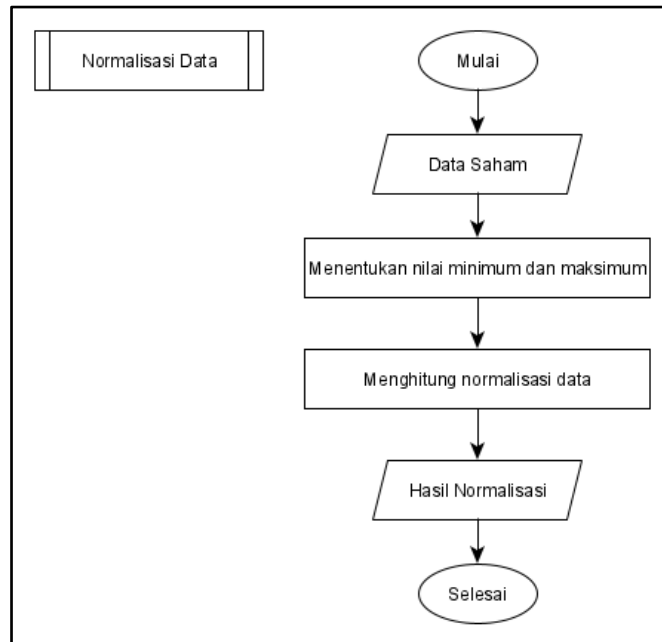 Normalisasi Data
Mulai
Data Saham
Menentukan nilai minimum dan maksimum
Menghitung normalisasi data
Hasil Normalisasi
Selesai